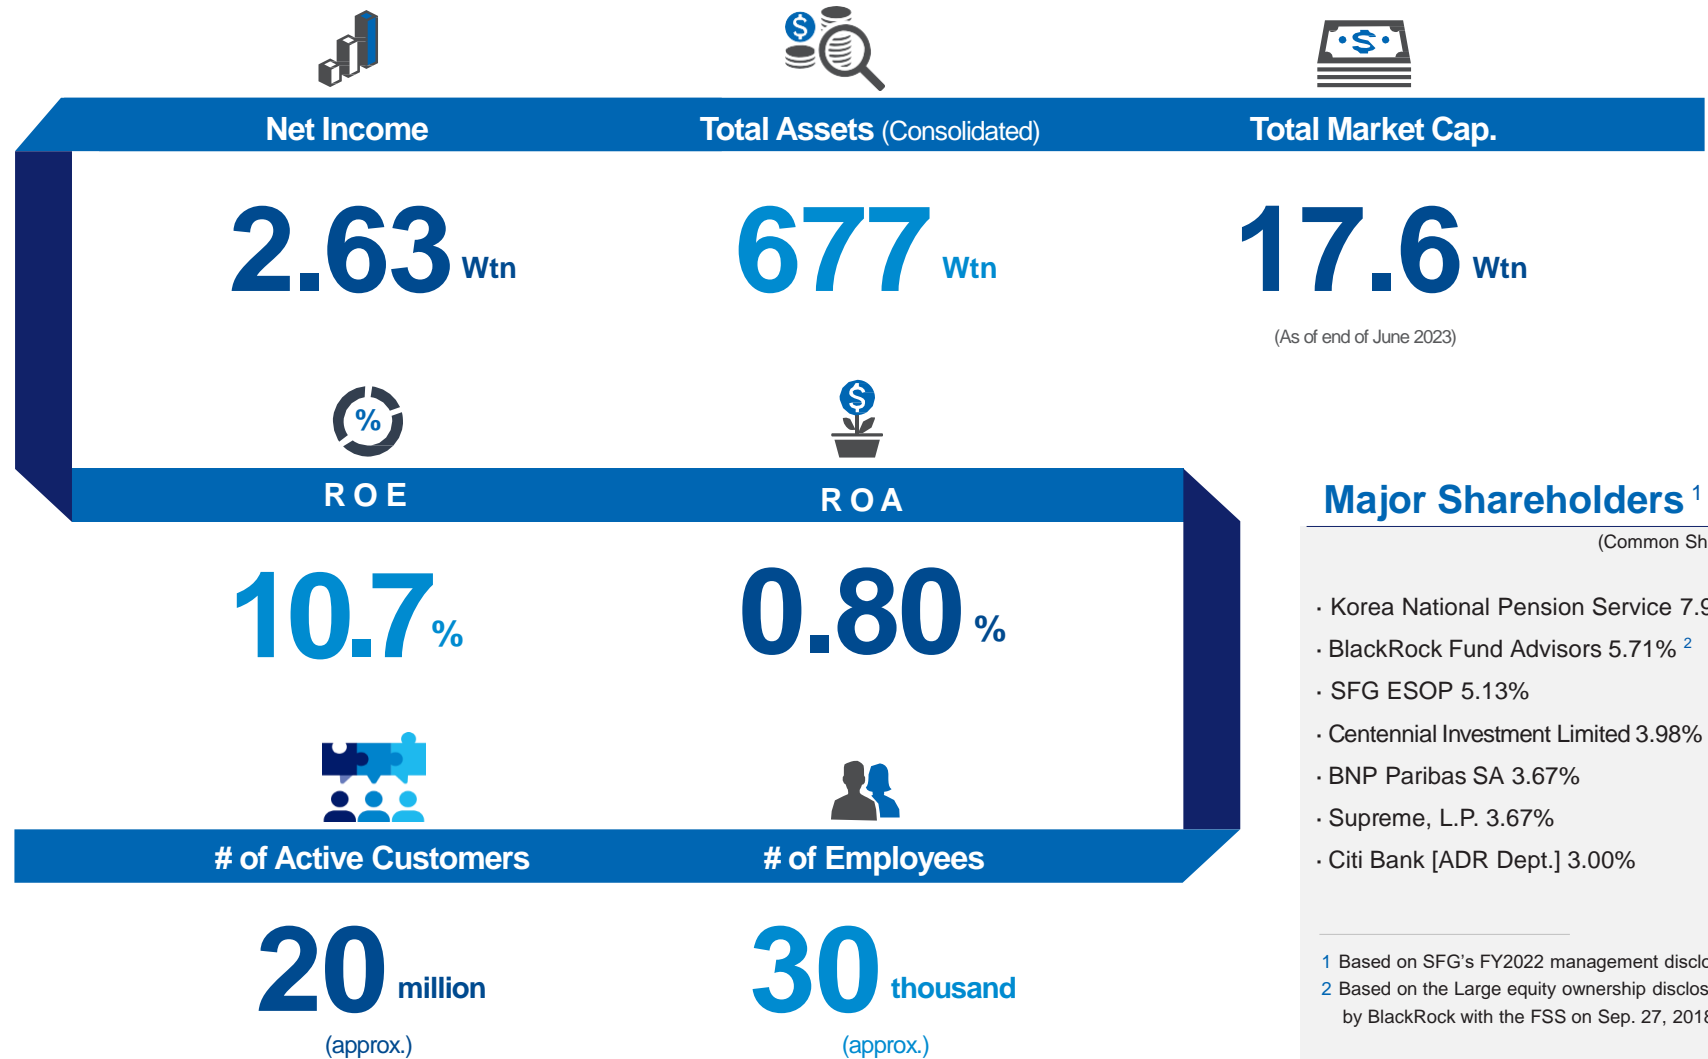 Net Income
Total Assets (Consolidated)
Total Market Cap.
2.63 Wtn
677 Wtn
17.6 Wtn
(As of end of June 2023)
%
R O E
R O A
10.7%
0.80 %
# of Active Customers
# of Employees
20 million
(approx.)
30 thousand
(approx.)
Major Shareholders 1
(Common Sh
· Korea National Pension Service 7.9
· BlackRock Fund Advisors 5.71% 2
· SFG ESOP 5.13%
· Centennial Investment Limited 3.98%
· BNP Paribas SA 3.67%
· Supreme, L.P. 3.67%
· Citi Bank [ADR Dept.] 3.00%
1 Based on SFG's FY2022 management disclo
2 Based on the Large equity ownership disclos
by BlackRock with the FSS on Sep. 27, 2018